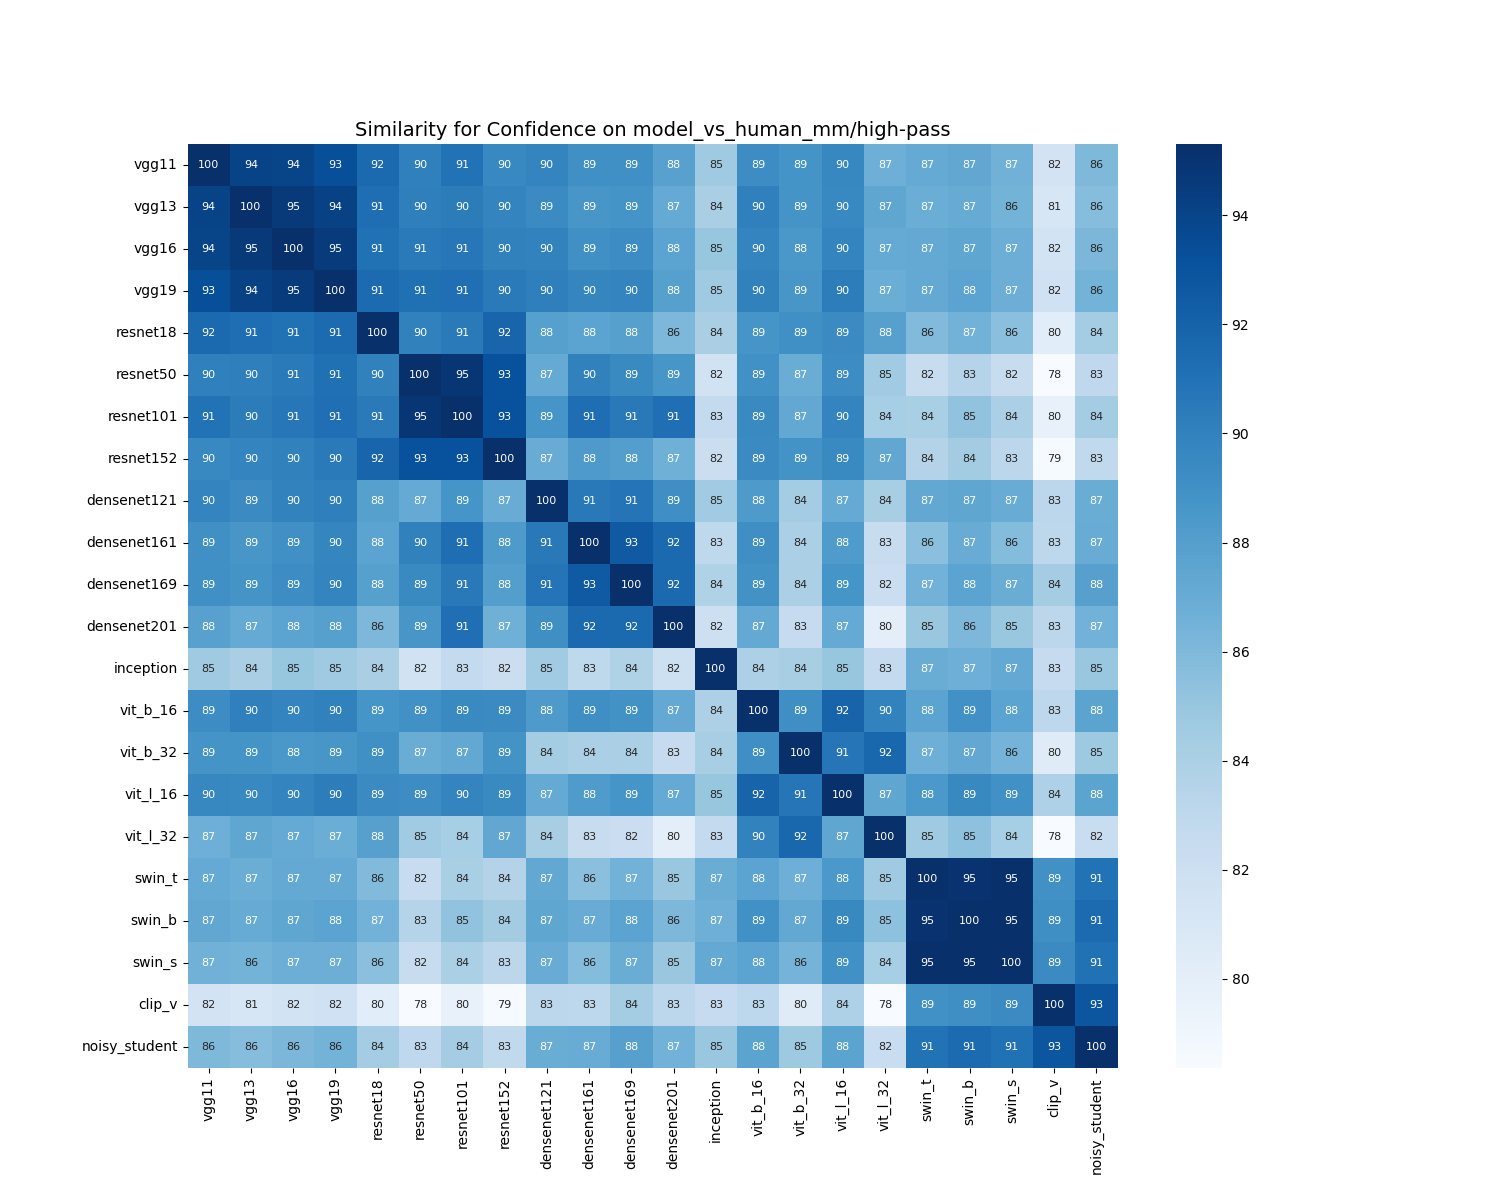 Similarity for Confidence on model_vs_human_mm/high-pass
vgg11 100 94 94 93 92 90 91 90 90 89 89 88 85 89 89 90 87 87 87 87 82 86
94
vgg13 94 100 95 94 91 90 90 90 89 89 89 87 84 90 89 90 87 87 87 86 81 86
vgg16 94 95 100 95 91 91 91 90 90 89 89 88 85 90 88 90 87 87 87 87 82 86
vgg19 93 94 95 100 91 91 91 90 90 90 90 88 85 90 89 90 87 87 88 87 82 86
92
resnet18 92 91 91 91 100 90 91 92 88 88 88 86 84 89 89 89 88 86 87 86 80 84
resnet50 90 90 91 91 90 100 95 93 87 90 89 89 82 89 87 89 85 82 83 82 78 83
resnet101 91 90 91 91 91 95 100 93 89 91 91 91 83 89 87 90 84 84 85 84 80 84
90
resnet152 90 90 90 90 92 93 93 100 87 88 88 87 82 89 89 89 87 84 84 83 79 83
densenet121 90 89 90 90 88 87 89 87 100 91 91 89 85 88 84 87 84 87 87 87 83 87
densenet161 89 89 89 90 88 90 91 88 91 100 93 92 83 89 84 88 83 86 87 86 83 87
88
densenet169 89 89 89 90 88 89 91 88 91 93 100 92 84 89 84 89 82 87 88 87 84 88
densenet201 88 87 88 88 86 89 91 87 89 92 92 100 82 87 83 87 80 85 86 85 83 87
86
inception 85 84 85 85 84 82 83 82 85 83 84 82 100 84 84 85 83 87 87 87 83 85
vit_b_16 89 90 90 90 89 89 89 89 88 89 89 87 84 100 89 92 90 88 89 88 83 88
vit_b_32 89 89 88 89 89 87 87 89 84 84 84 83 84 89 100 91 92 87 87 86 80 85
84
vit_l_16 90 90 90 90 89 89 90 89 87 88 89 87 85 92 91 100 87 88 89 89 84 88
vit_l_32 87 87 87 87 88 85 84 87 84 83 82 80 83 90 92 87 100 85 85 84 78 82
82
swin_t 87 87 87 87 86 82 84 84 87 86 87 85 87 88 87 88 85 100 95 95 89 91
swin_b 87 87 87 88 87 83 85 84 87 87 88 86 87 89 87 89 85 95 100 95 89 91
swin_s 87 86 87 87 86 82 84 83 87 86 87 85 87 88 86 89 84 95 95 100 89 91
80
clip_v 82 81 82 82 80 78 80 79 83 83 84 83 83 83 80 84 78 89 89 89 100 93
noisy_student 86 86 86 86 84 83 84 83 87 87 88 87 85 88 85 88 82 91 91 91 93 100
vgg11 vgg13 vgg16 vgg19 resnet18 resnet50 resnet101 resnet152 densenet121 densenet161 densenet169 densenet201 inception vit_b_16 vit_b_32 vit_l_16 vit_l_32 swin_t swin_b swin_s clip_v noisy_student